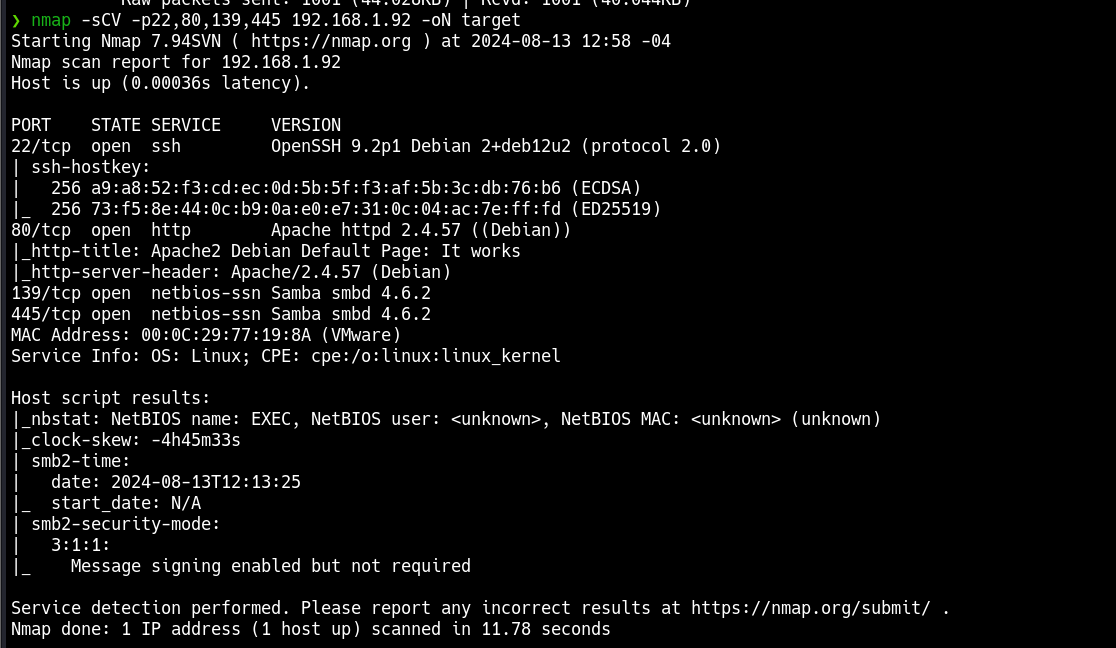 Raw packets sent: 1001 (44.028KB) | Rcvd: 1001 (40.044KB)
❯ nmap -sCV -p22,80,139,445 192.168.1.92 -oN target
Starting Nmap 7.94SVN ( https://nmap.org ) at 2024-08-13 12:58 -04
Nmap scan report for 192.168.1.92
Host is up (0.00036s latency).

PORT    STATE SERVICE     VERSION
22/tcp  open  ssh         OpenSSH 9.2p1 Debian 2+deb12u2 (protocol 2.0)
| ssh-hostkey:
|   256 a9:a8:52:f3:cd:ec:0d:5b:5f:f3:af:5b:3c:db:76:b6 (ECDSA)
|_  256 73:f5:8e:44:0c:b9:0a:e0:e7:31:0c:04:ac:7e:ff:fd (ED25519)
80/tcp  open  http        Apache httpd 2.4.57 ((Debian))
|_http-title: Apache2 Debian Default Page: It works
|_http-server-header: Apache/2.4.57 (Debian)
139/tcp open  netbios-ssn Samba smbd 4.6.2
445/tcp open  netbios-ssn Samba smbd 4.6.2
MAC Address: 00:0C:29:77:19:8A (VMware)
Service Info: OS: Linux; CPE: cpe:/o:linux:linux_kernel

Host script results:
|_nbstat: NetBIOS name: EXEC, NetBIOS user: <unknown>, NetBIOS MAC: <unknown> (unknown)
|_clock-skew: -4h45m33s
| smb2-time:
|   date: 2024-08-13T12:13:25
|_  start_date: N/A
| smb2-security-mode:
|   3:1:1:
|_    Message signing enabled but not required

Service detection performed. Please report any incorrect results at https://nmap.org/submit/ .
Nmap done: 1 IP address (1 host up) scanned in 11.78 seconds